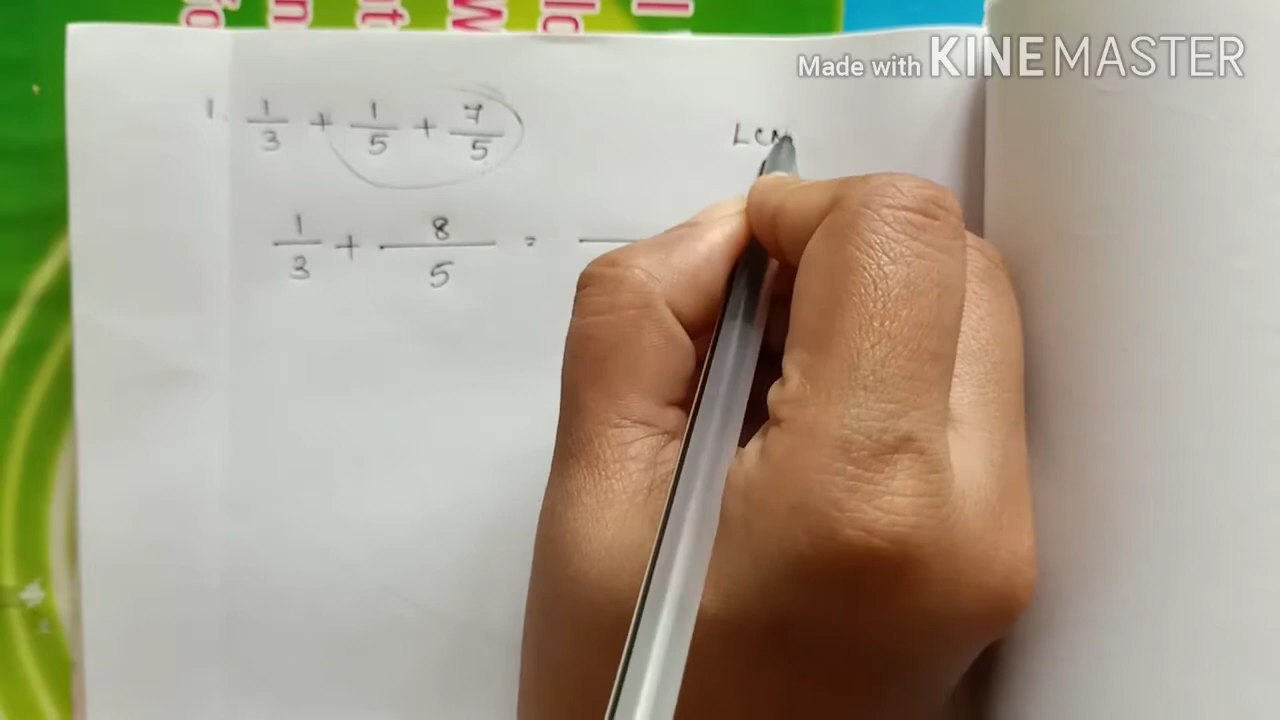 Made with KINEMASTER
1. 1/3 + 1/5 + 7/5
LCM
1/3 + 8/5 =